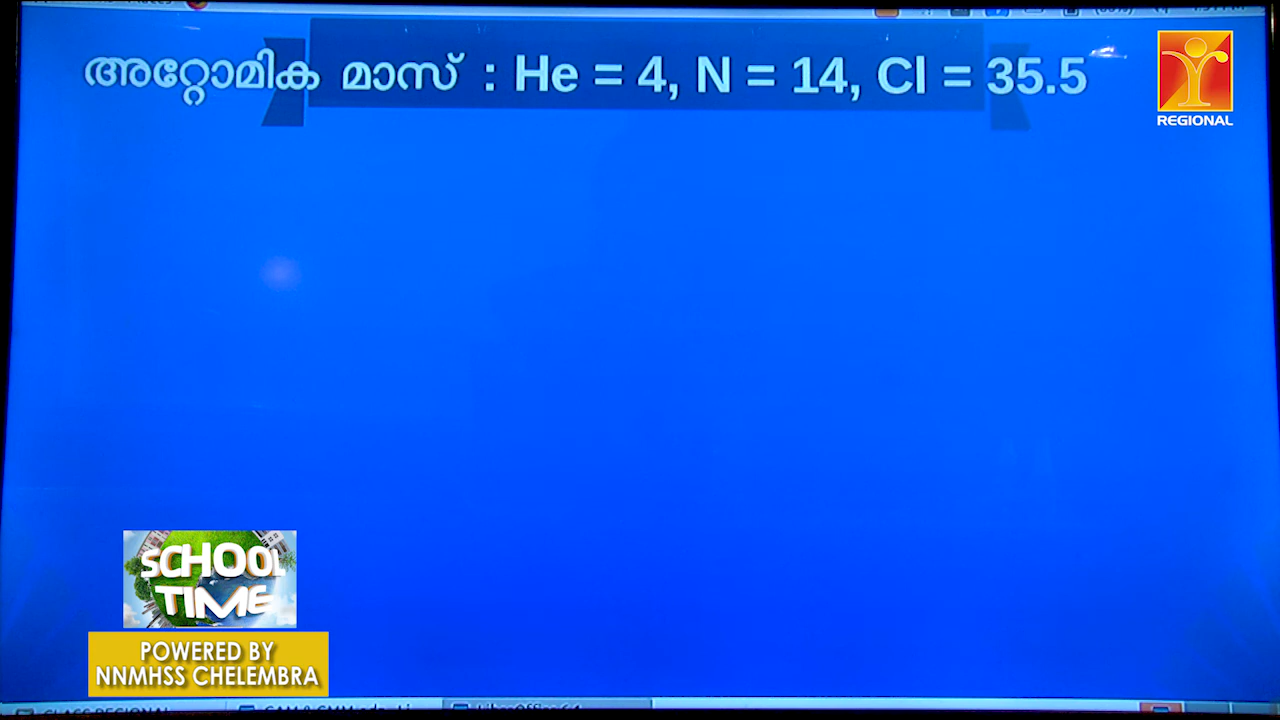 അറ്റോമിക മാസ് : He = 4, N = 14, Cl = 35.5
REGIONAL
SCHOOL
TIME
POWERED BY
NNMHSS CHELEMBRA